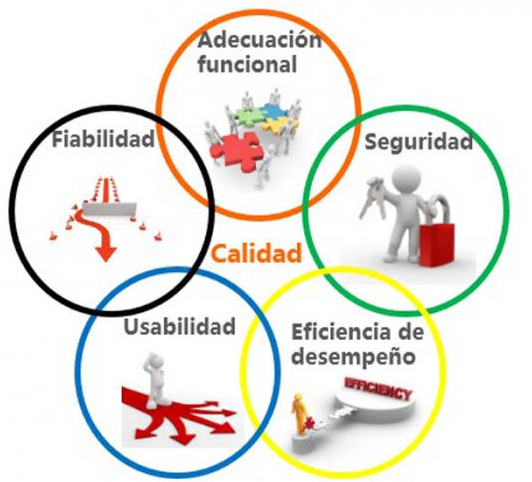 Adecuación
funcional
Fiabilidad
Seguridad
Calidad
Usabilidad
Eficiencia de
desempeño
EFFICIENCY